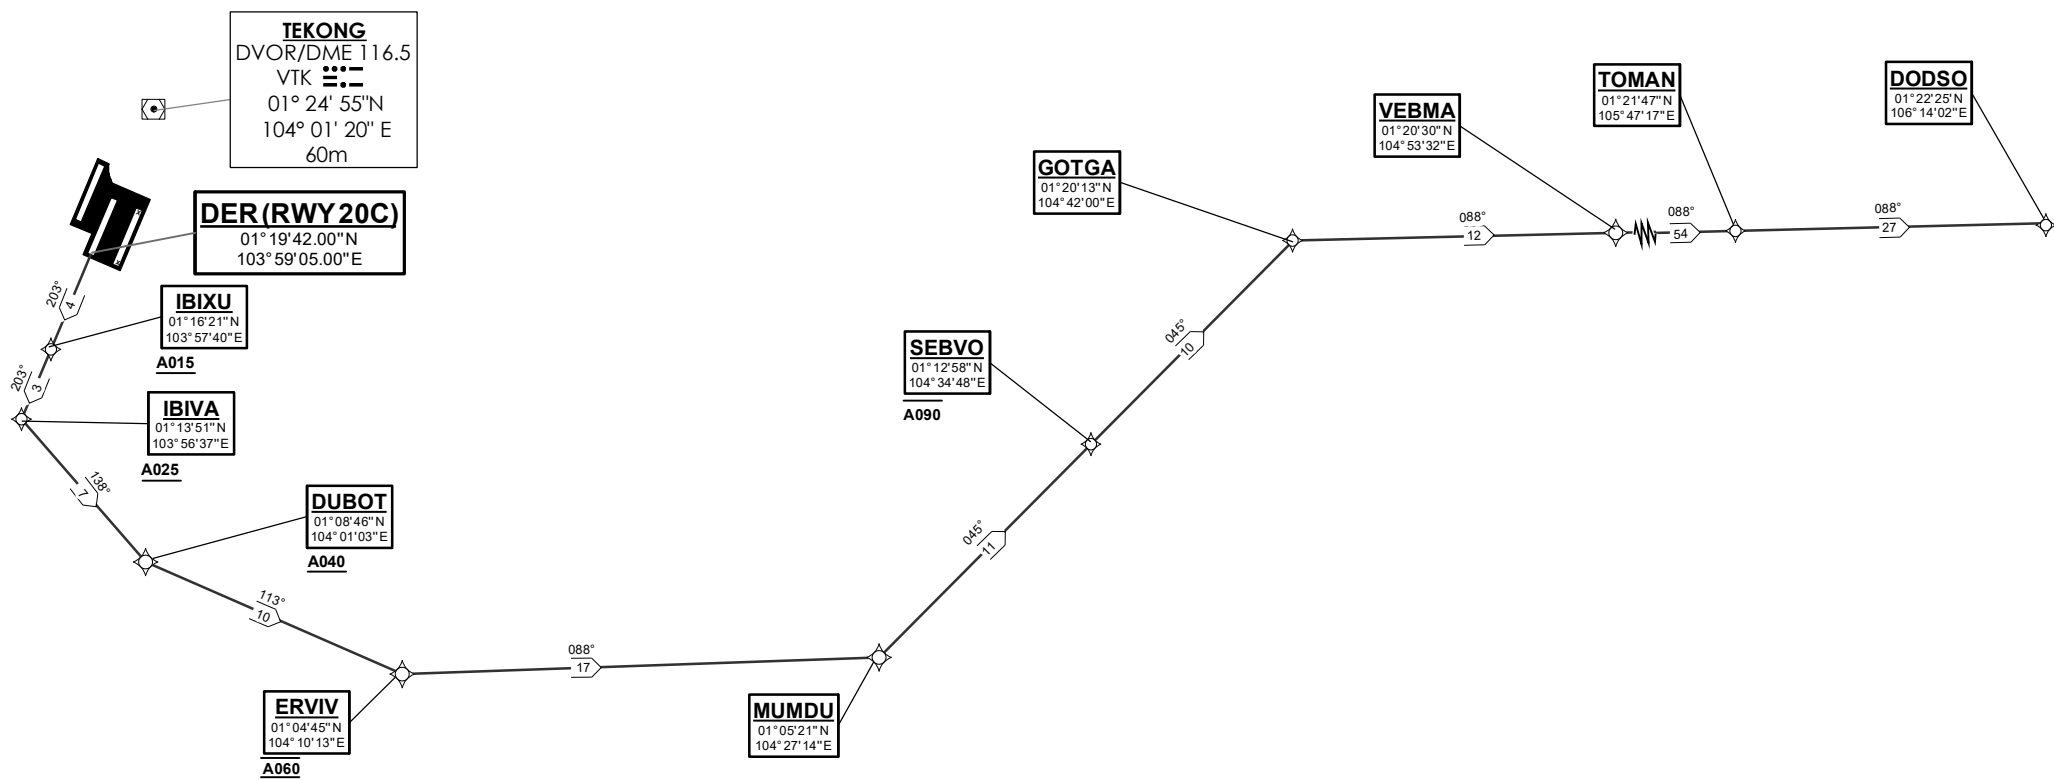 TEKONG
DVOR/DME 116.5
VTK
01° 24' 55"N
104° 01' 20" E
60m
DER (RWY 20C)
01°19'42.00"N
103°59'05.00"E
203°
4
IBIXU
01°16'21"N
103°57'40"E
A015
203°
3
IBIVA
01°13'51"N
103°56'37"E
A025
138°
7
DUBOT
01°08'46"N
104°01'03"E
A040
113°
10
ERVIV
01°04'45"N
104°10'13"E
A060
088°
17
MUMDU
01°05'21"N
104°27'14"E
045°
11
SEBVO
01°12'58"N
104°34'48"E
A090
045°
10
GOTGA
01°20'13"N
104°42'00"E
088°
12
VEBMA
01°20'30"N
104°53'32"E
088°
54
TOMAN
01°21'47"N
105°47'17"E
088°
27
DODSO
01°22'25'N
106°14'02"E